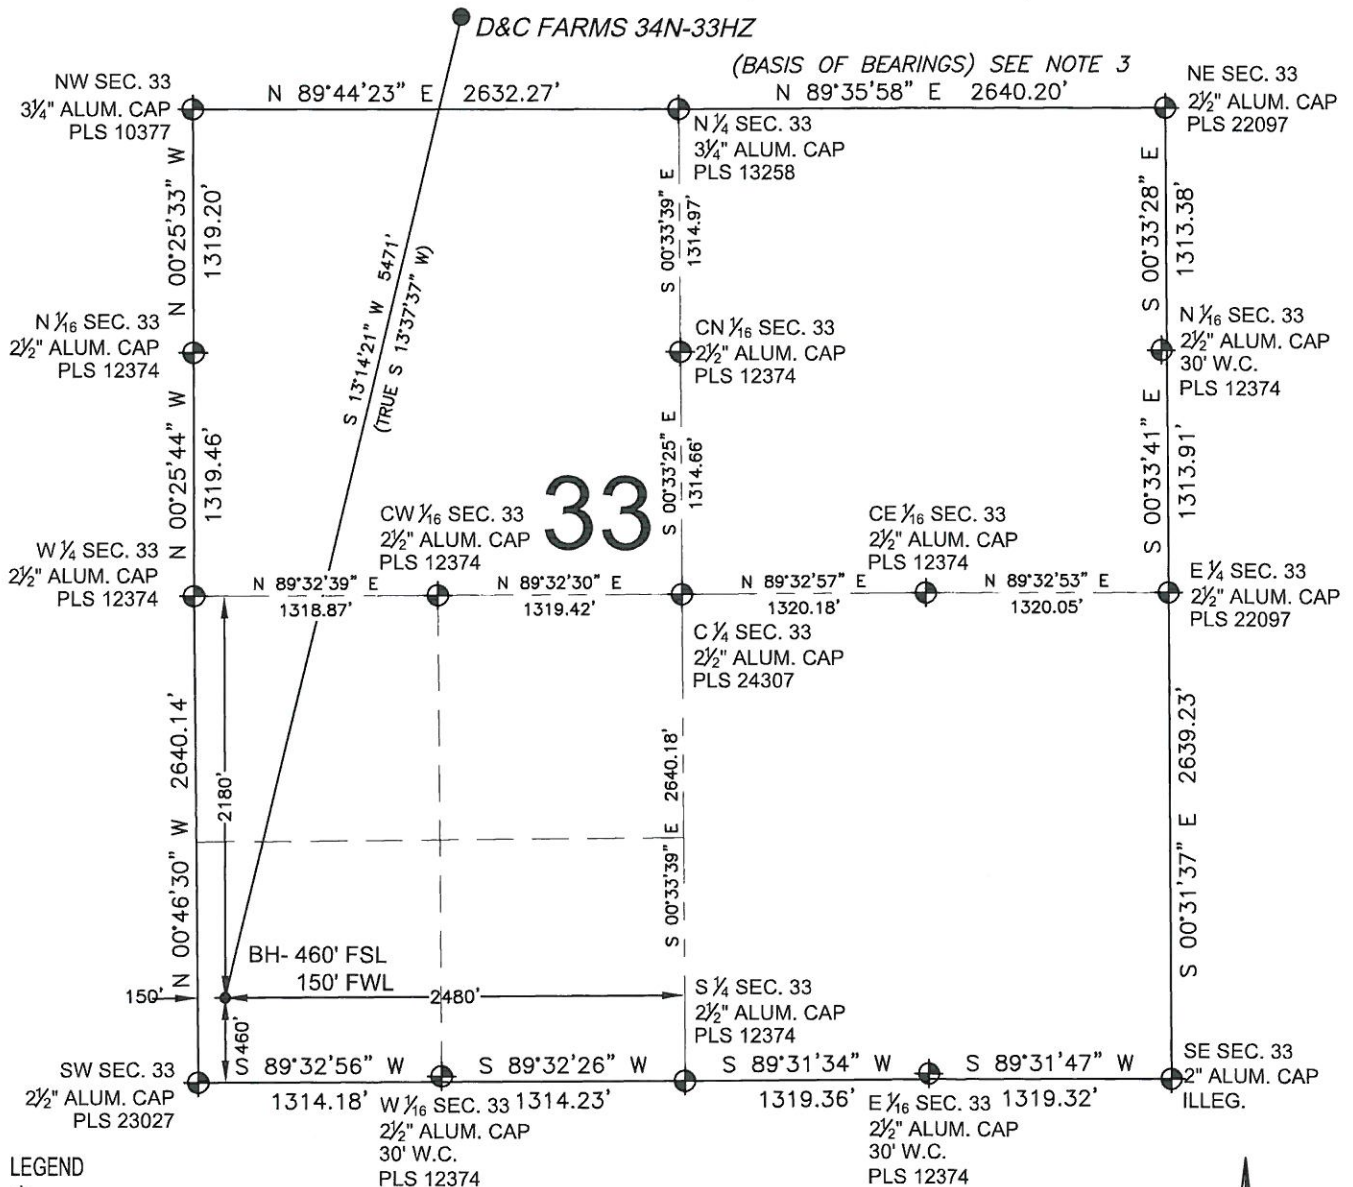 D&C FARMS 34N-33HZ
(BASIS OF BEARINGS) SEE NOTE 3
NW SEC. 33
3¼" ALUM. CAP
PLS 10377
N 89°44'23" E 2632.27'
N 89°35'58" E 2640.20'
NE SEC. 33
2½" ALUM. CAP
PLS 22097
N ¼ SEC. 33
3¼" ALUM. CAP
PLS 13258
N 00°25'33" W
1319.20'
S 13°14'21" W 5471'
(TRUE S 13°37'37" W)
S 00°33'39" E
1314.97'
S 00°33'28" E
1313.38'
N 1⁄16 SEC. 33
2½" ALUM. CAP
PLS 12374
CN 1⁄16 SEC. 33
2½" ALUM. CAP
PLS 12374
N 1⁄16 SEC. 33
2½" ALUM. CAP
30' W.C.
PLS 12374
N 00°25'44" W
1319.46'
33
S 00°33'25" E
1314.66'
S 00°33'41" E
1313.91'
W ¼ SEC. 33
2½" ALUM. CAP
PLS 12374
CW 1⁄16 SEC. 33
2½" ALUM. CAP
PLS 12374
CE 1⁄16 SEC. 33
2½" ALUM. CAP
PLS 12374
E ¼ SEC. 33
2½" ALUM. CAP
PLS 22097
N 89°32'39" E
1318.87'
N 89°32'30" E
1319.42'
N 89°32'57" E
1320.18'
N 89°32'53" E
1320.05'
C ¼ SEC. 33
2½" ALUM. CAP
PLS 24307
N 00°46'30" W 2640.14'
2180'
S 00°33'39" E 2640.18'
S 00°31'37" E 2639.23'
BH- 460' FSL
150' FWL
150'
2480'
460'
S ¼ SEC. 33
2½" ALUM. CAP
PLS 12374
SW SEC. 33
2½" ALUM. CAP
PLS 23027
S 89°32'56" W
1314.18'
S 89°32'26" W
1314.23'
S 89°31'34" W
1319.36'
S 89°31'47" W
1319.32'
SE SEC. 33
2" ALUM. CAP
ILLEG.
W 1⁄16 SEC. 33
2½" ALUM. CAP
30' W.C.
PLS 12374
E 1⁄16 SEC. 33
2½" ALUM. CAP
30' W.C.
PLS 12374
LEGEND